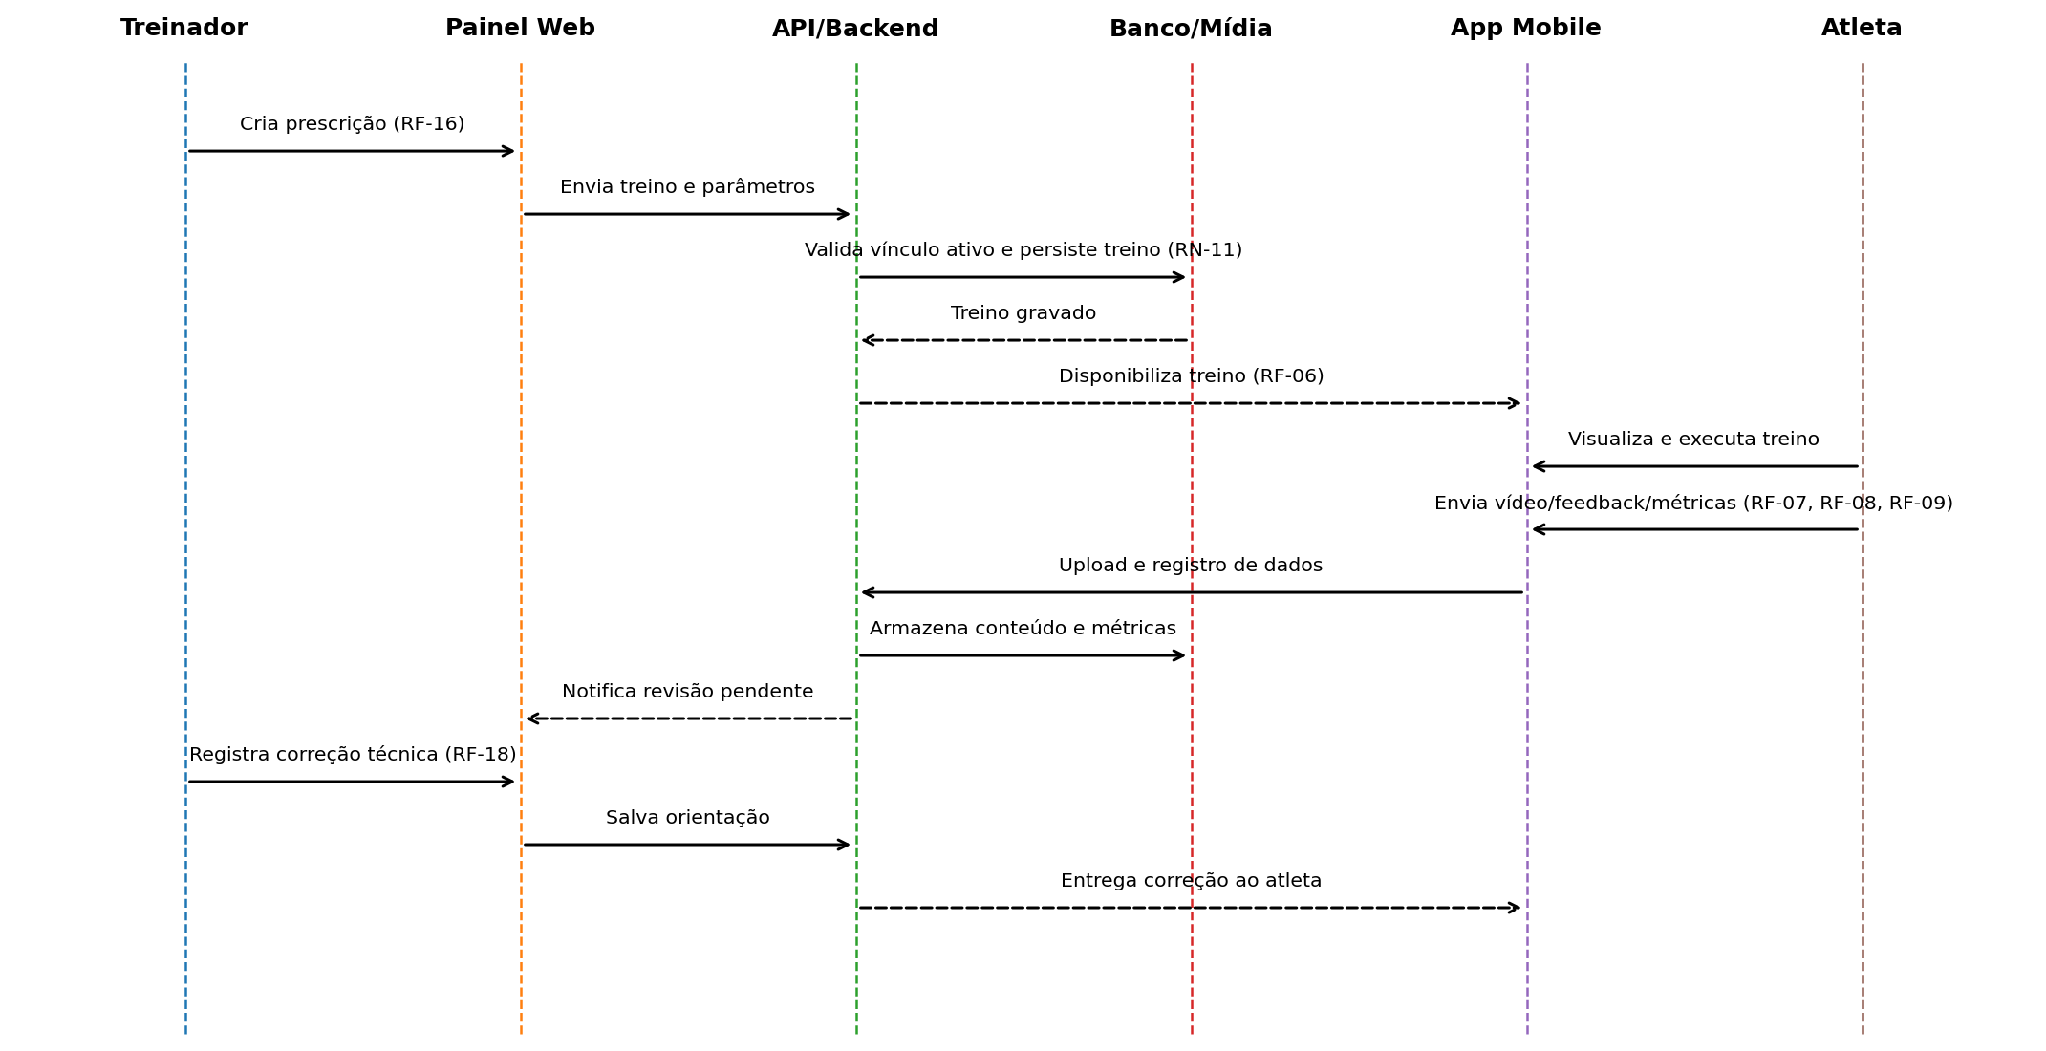 Treinador
Painel Web
API/Backend
Banco/Mídia
App Mobile
Atleta
Cria prescrição (RF-16)
Envia treino e parâmetros
Valida vínculo ativo e persiste treino (RN-11)
Treino gravado
Disponibiliza treino (RF-06)
Visualiza e executa treino
Envia vídeo/feedback/métricas (RF-07, RF-08, RF-09)
Upload e registro de dados
Armazena conteúdo e métricas
Notifica revisão pendente
Registra correção técnica (RF-18)
Salva orientação
Entrega correção ao atleta